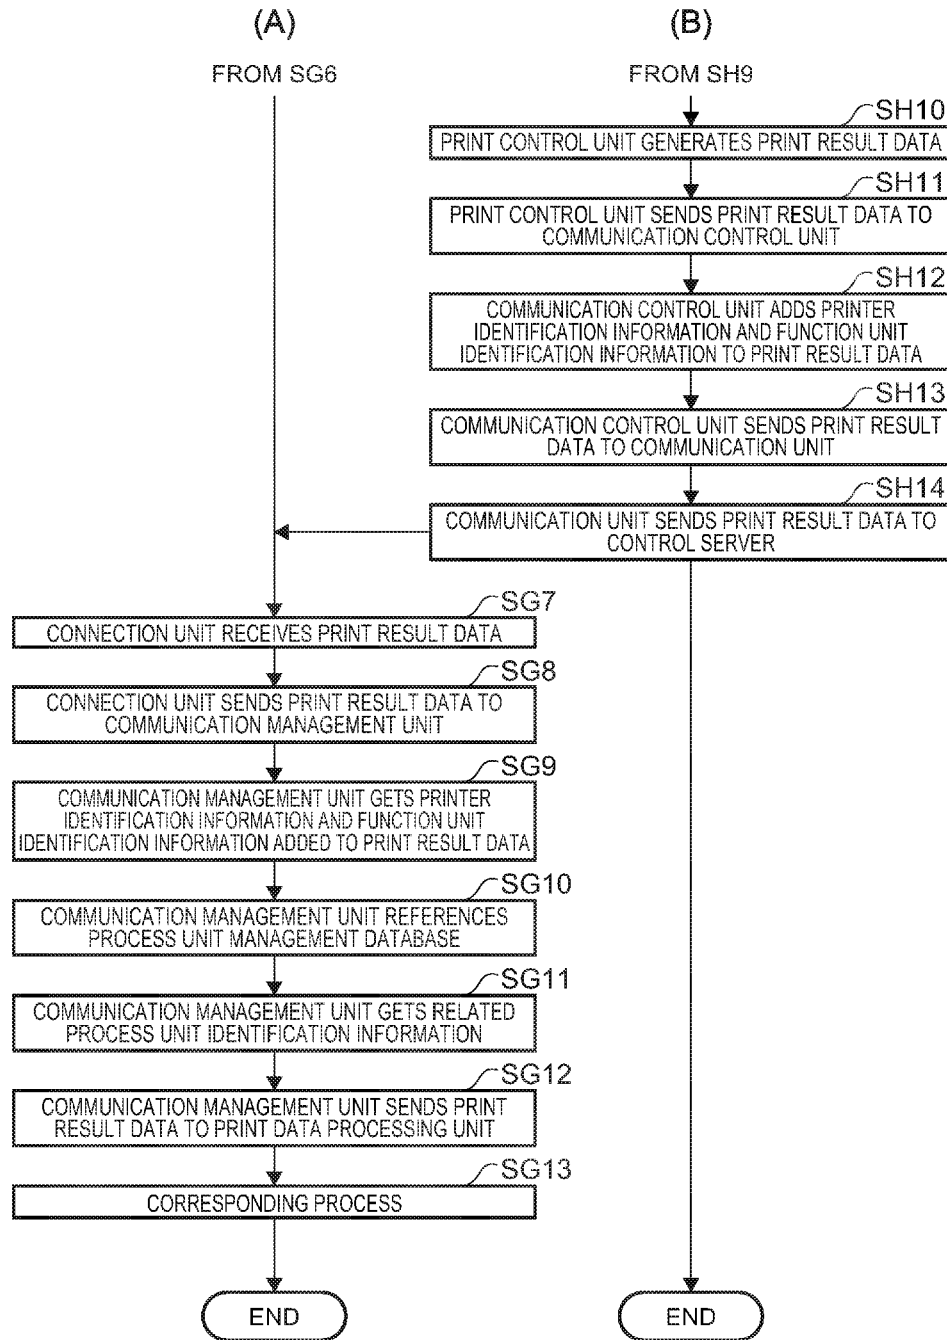 (A)
(B)
FROM SG6
FROM SH9
SH10
PRINT CONTROL UNIT GENERATES PRINT RESULT DATA
SH11
PRINT CONTROL UNIT SENDS PRINT RESULT DATA TO
COMMUNICATION CONTROL UNIT
SH12
COMMUNICATION CONTROL UNIT ADDS PRINTER
IDENTIFICATION INFORMATION AND FUNCTION UNIT
IDENTIFICATION INFORMATION TO PRINT RESULT DATA
SH13
COMMUNICATION CONTROL UNIT SENDS PRINT RESULT
DATA TO COMMUNICATION UNIT
SH14
COMMUNICATION UNIT SENDS PRINT RESULT DATA TO
CONTROL SERVER
SG7
CONNECTION UNIT RECEIVES PRINT RESULT DATA
SG8
CONNECTION UNIT SENDS PRINT RESULT DATA TO
COMMUNICATION MANAGEMENT UNIT
SG9
COMMUNICATION MANAGEMENT UNIT GETS PRINTER
IDENTIFICATION INFORMATION AND FUNCTION UNIT
IDENTIFICATION INFORMATION ADDED TO PRINT RESULT DATA
SG10
COMMUNICATION MANAGEMENT UNIT REFERENCES
PROCESS UNIT MANAGEMENT DATABASE
SG11
COMMUNICATION MANAGEMENT UNIT GETS RELATED
PROCESS UNIT IDENTIFICATION INFORMATION
SG12
COMMUNICATION MANAGEMENT UNIT SENDS PRINT
RESULT DATA TO PRINT DATA PROCESSING UNIT
SG13
CORRESPONDING PROCESS
END
END